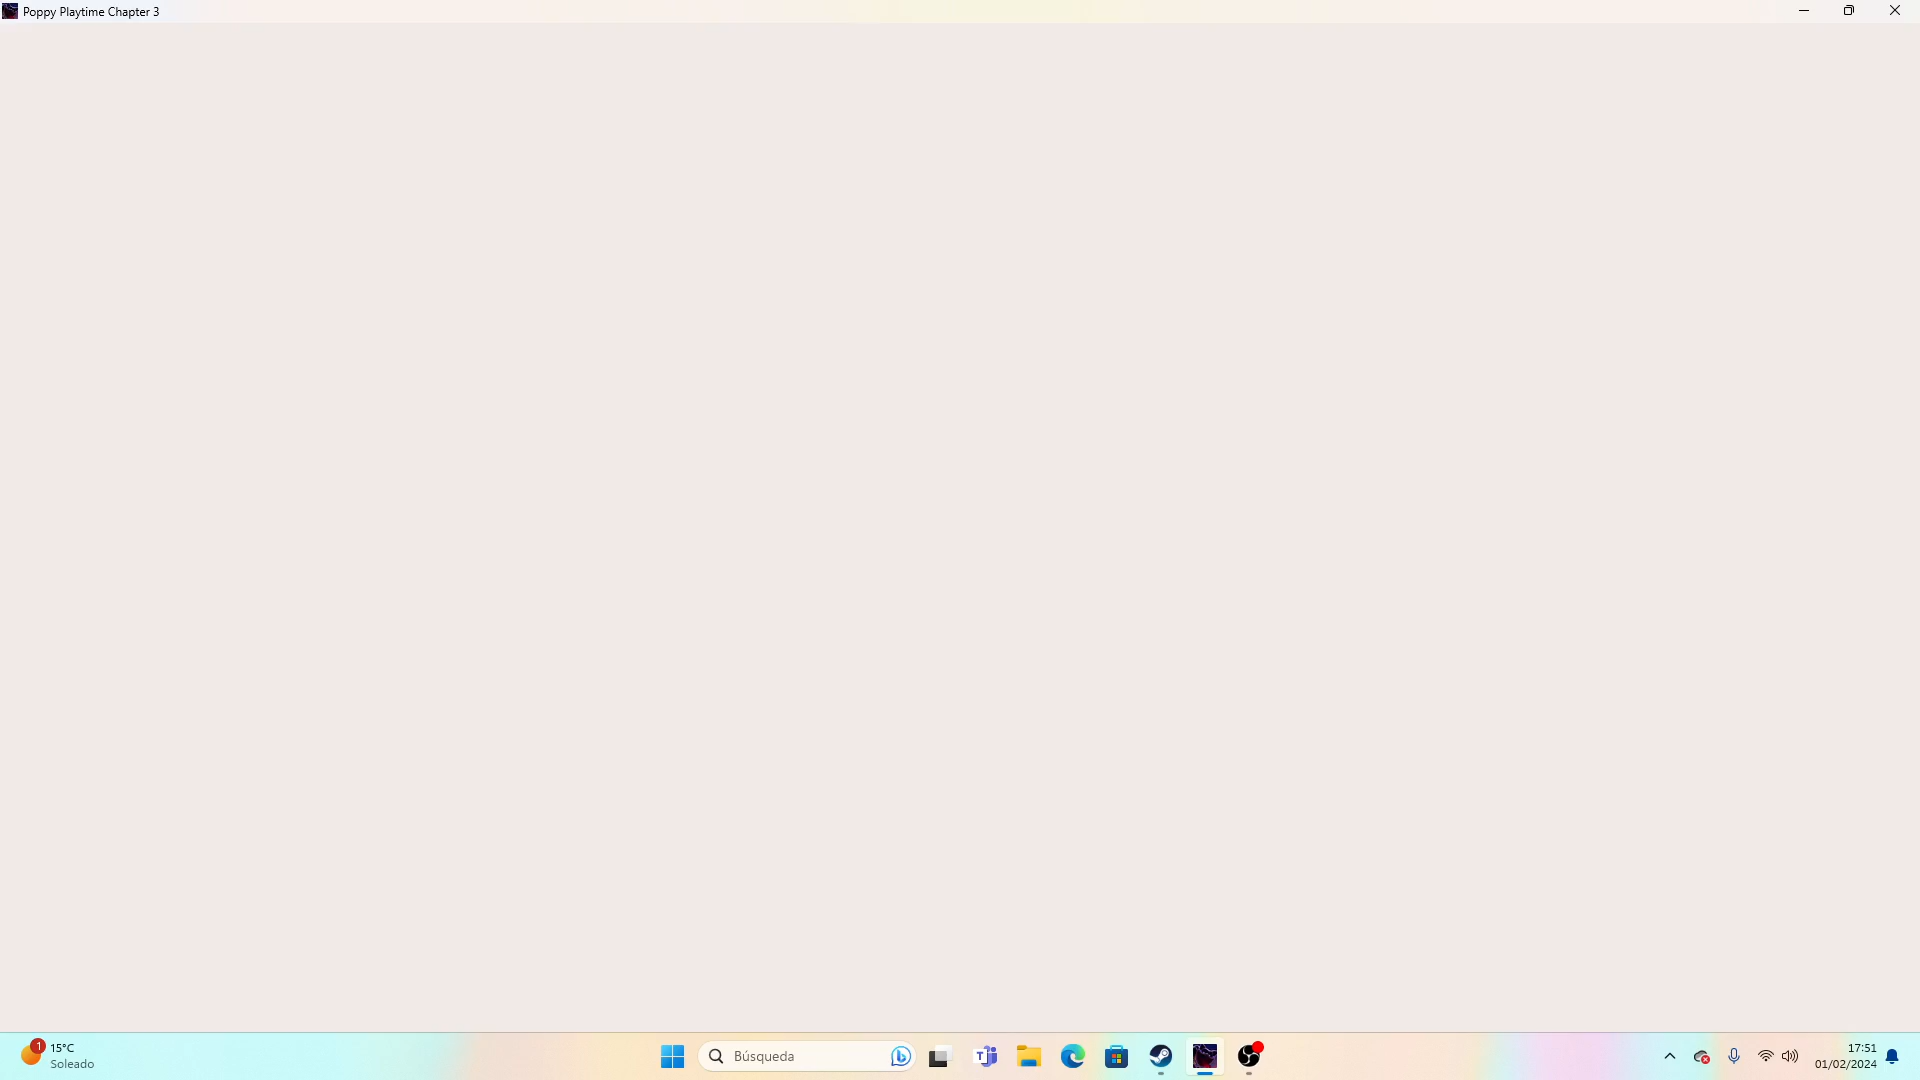 Poppy Playtime Chapter 3
1
15°C
Soleado
Búsqueda
17:51
01/02/2024